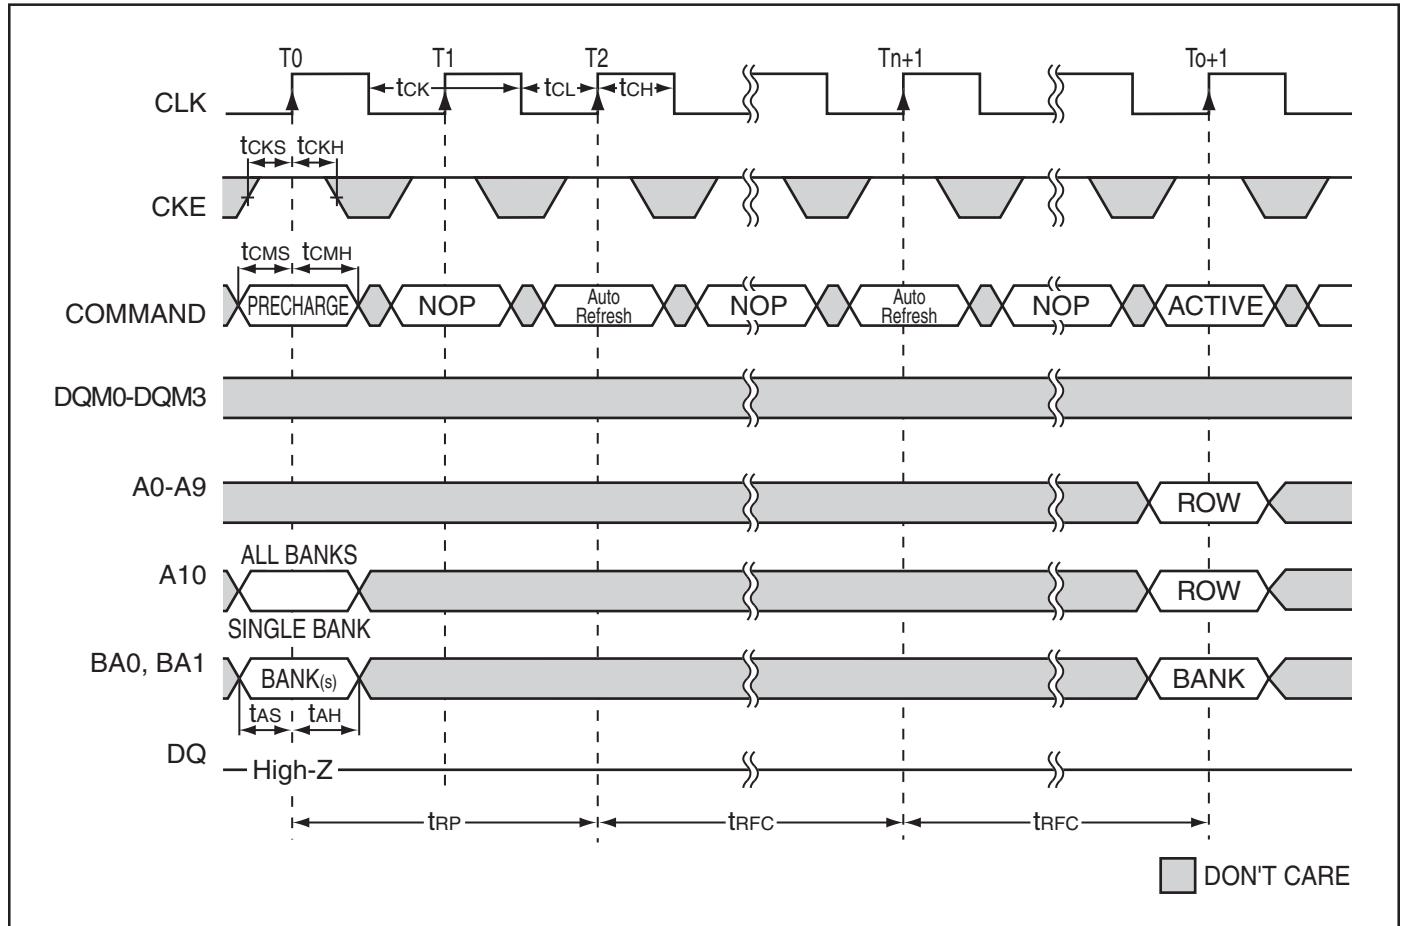 T0 T1 T2 Tn+1 To+1
CLK tCK tCL tCH
tCKS tCKH
CKE
tCMS tCMH
COMMAND PRECHARGE NOP Auto Refresh NOP Auto Refresh NOP ACTIVE
DQM0-DQM3
A0-A9 ROW
ALL BANKS
A10 ROW
SINGLE BANK
BA0, BA1 BANK(s) BANK
tAS tAH
DQ High-Z
tRP tRFC tRFC
DON'T CARE